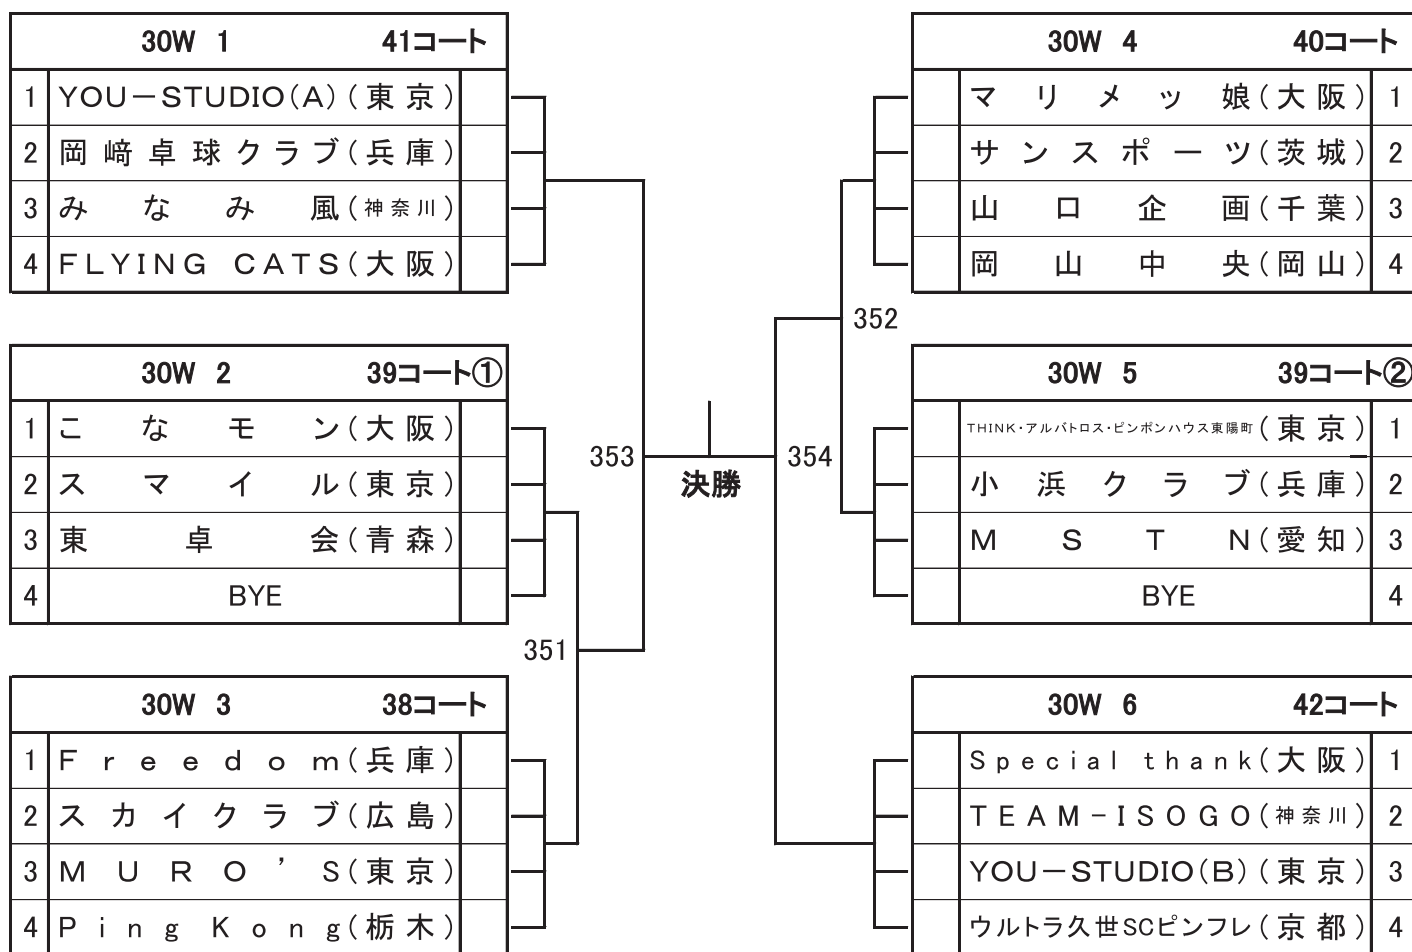 30W 1 41コート
1 YOU－STUDIO(A)(東京)
2 岡﨑卓球クラブ(兵庫)
3 みなみ風(神奈川)
4 FLYING CATS(大阪)
30W 2 39コート①
1 こなモン(大阪)
2 スマイル(東京)
3 東卓会(青森)
4 BYE
30W 3 38コート
1 Freedom(兵庫)
2 スカイクラブ(広島)
3 MURO’S(東京)
4 Ping Kong(栃木)
351
353
決勝
354
352
30W 4 40コート
マリメッ娘(大阪) 1
サンスポーツ(茨城) 2
山口企画(千葉) 3
岡山中央(岡山) 4
30W 5 39コート②
THINK・アルバトロス・ピンポンハウス東陽町(東京) 1
小浜クラブ(兵庫) 2
MSTN(愛知) 3
BYE 4
30W 6 42コート
Special thank(大阪) 1
TEAM-ISOGO(神奈川) 2
YOU－STUDIO(B)(東京) 3
ウルトラ久世SCピンフレ(京都) 4